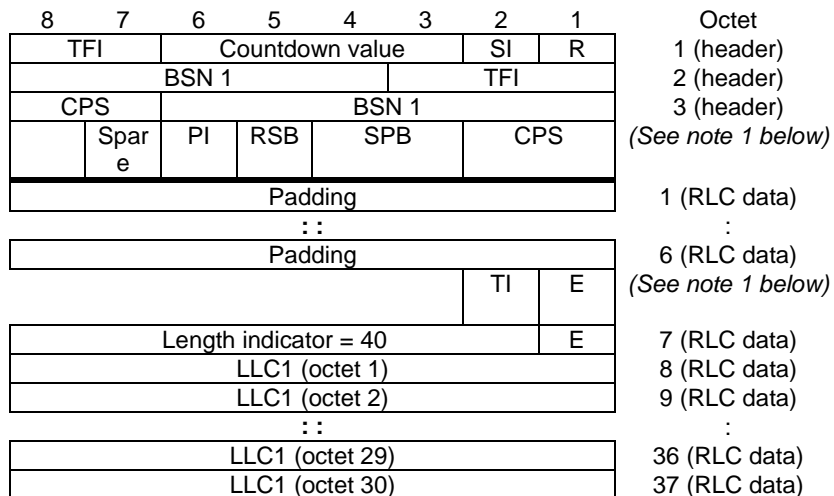 8 7 6 5 4 3 2 1 Octet
TFI Countdown value SI R 1 (header)
BSN 1 TFI 2 (header)
CPS BSN 1 3 (header)
Spar
e PI RSB SPB CPS (See note 1 below)
Padding 1 (RLC data)
: : :
Padding 6 (RLC data)
TI E (See note 1 below)
Length indicator = 40 E 7 (RLC data)
LLC1 (octet 1) 8 (RLC data)
LLC1 (octet 2) 9 (RLC data)
: : :
LLC1 (octet 29) 36 (RLC data)
LLC1 (octet 30) 37 (RLC data)